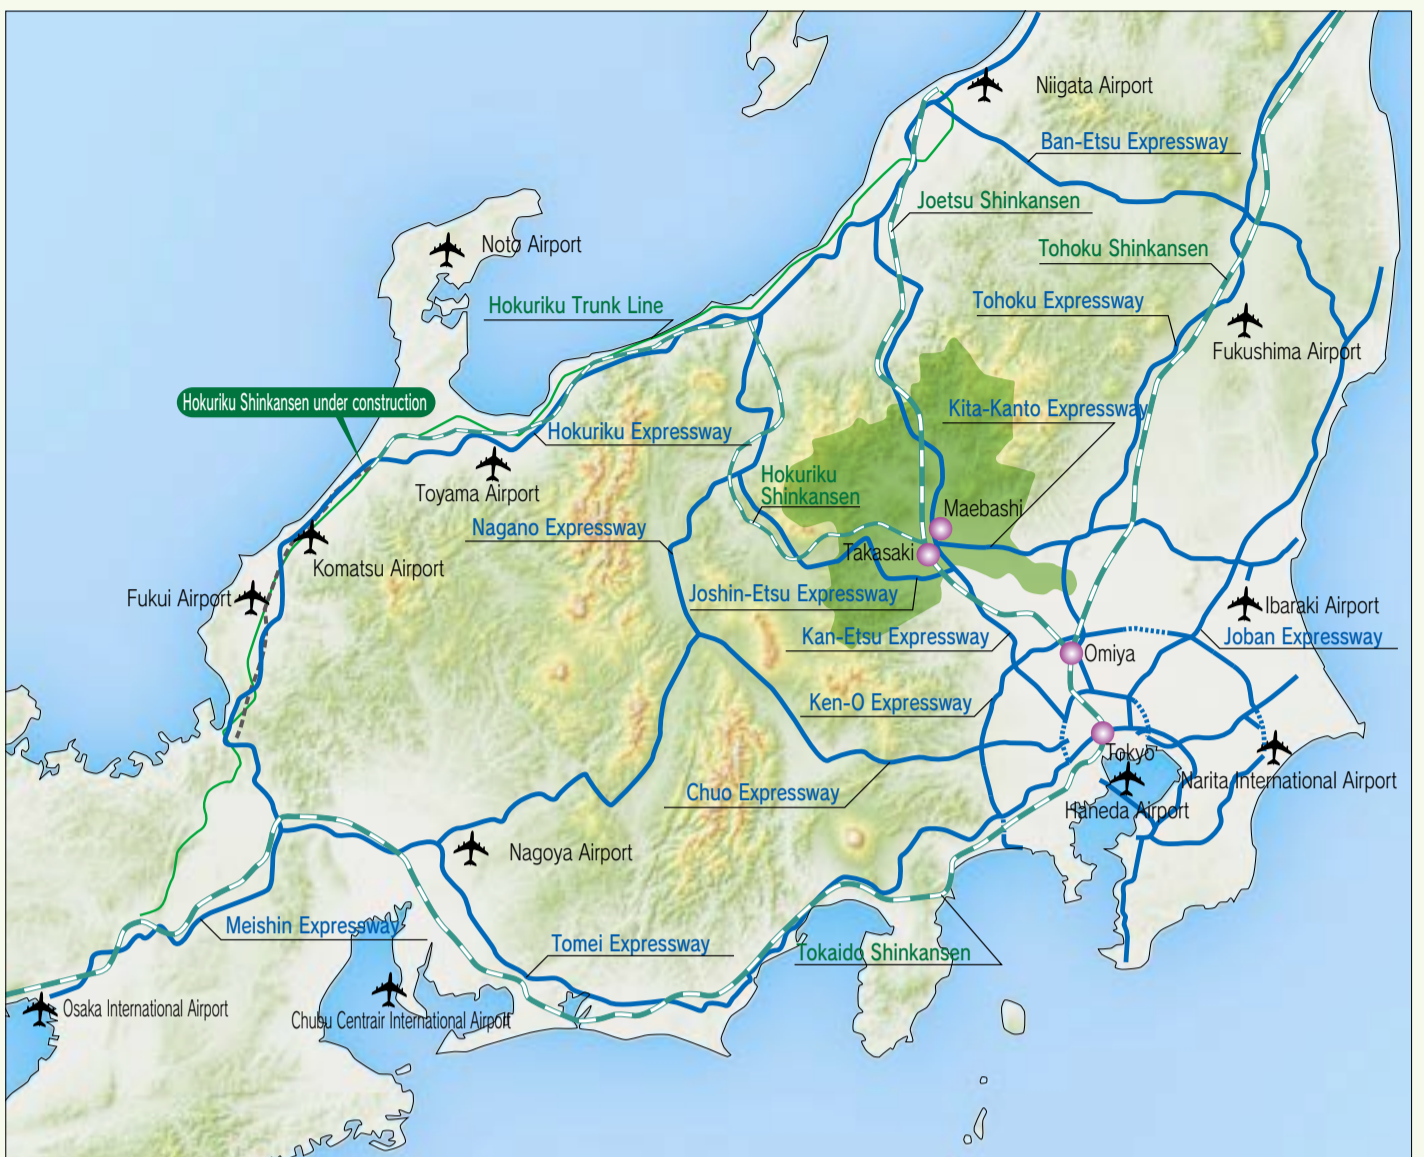 Niigata Airport
Ban-Etsu Expressway
Joetsu Shinkansen
Noto Airport
Tohoku Shinkansen
Hokuriku Trunk Line
Tohoku Expressway
Fukushima Airport
Hokuriku Shinkansen under construction
Kita-Kanto Expressway
Hokuriku Expressway
Hokuriku
Shinkansen
Toyama Airport
Maebashi
Nagano Expressway
Takasaki
Komatsu Airport
Fukui Airport
Joshin-Etsu Expressway
Ibaraki Airport
Kan-Etsu Expressway
Joban Expressway
Omiya
Ken-O Expressway
Tokyo
Narita International Airport
Chuo Expressway
Haneda Airport
Nagoya Airport
Meishin Expressway
Tomei Expressway
Tokaido Shinkansen
Osaka International Airport
Chubu Centrair International Airport